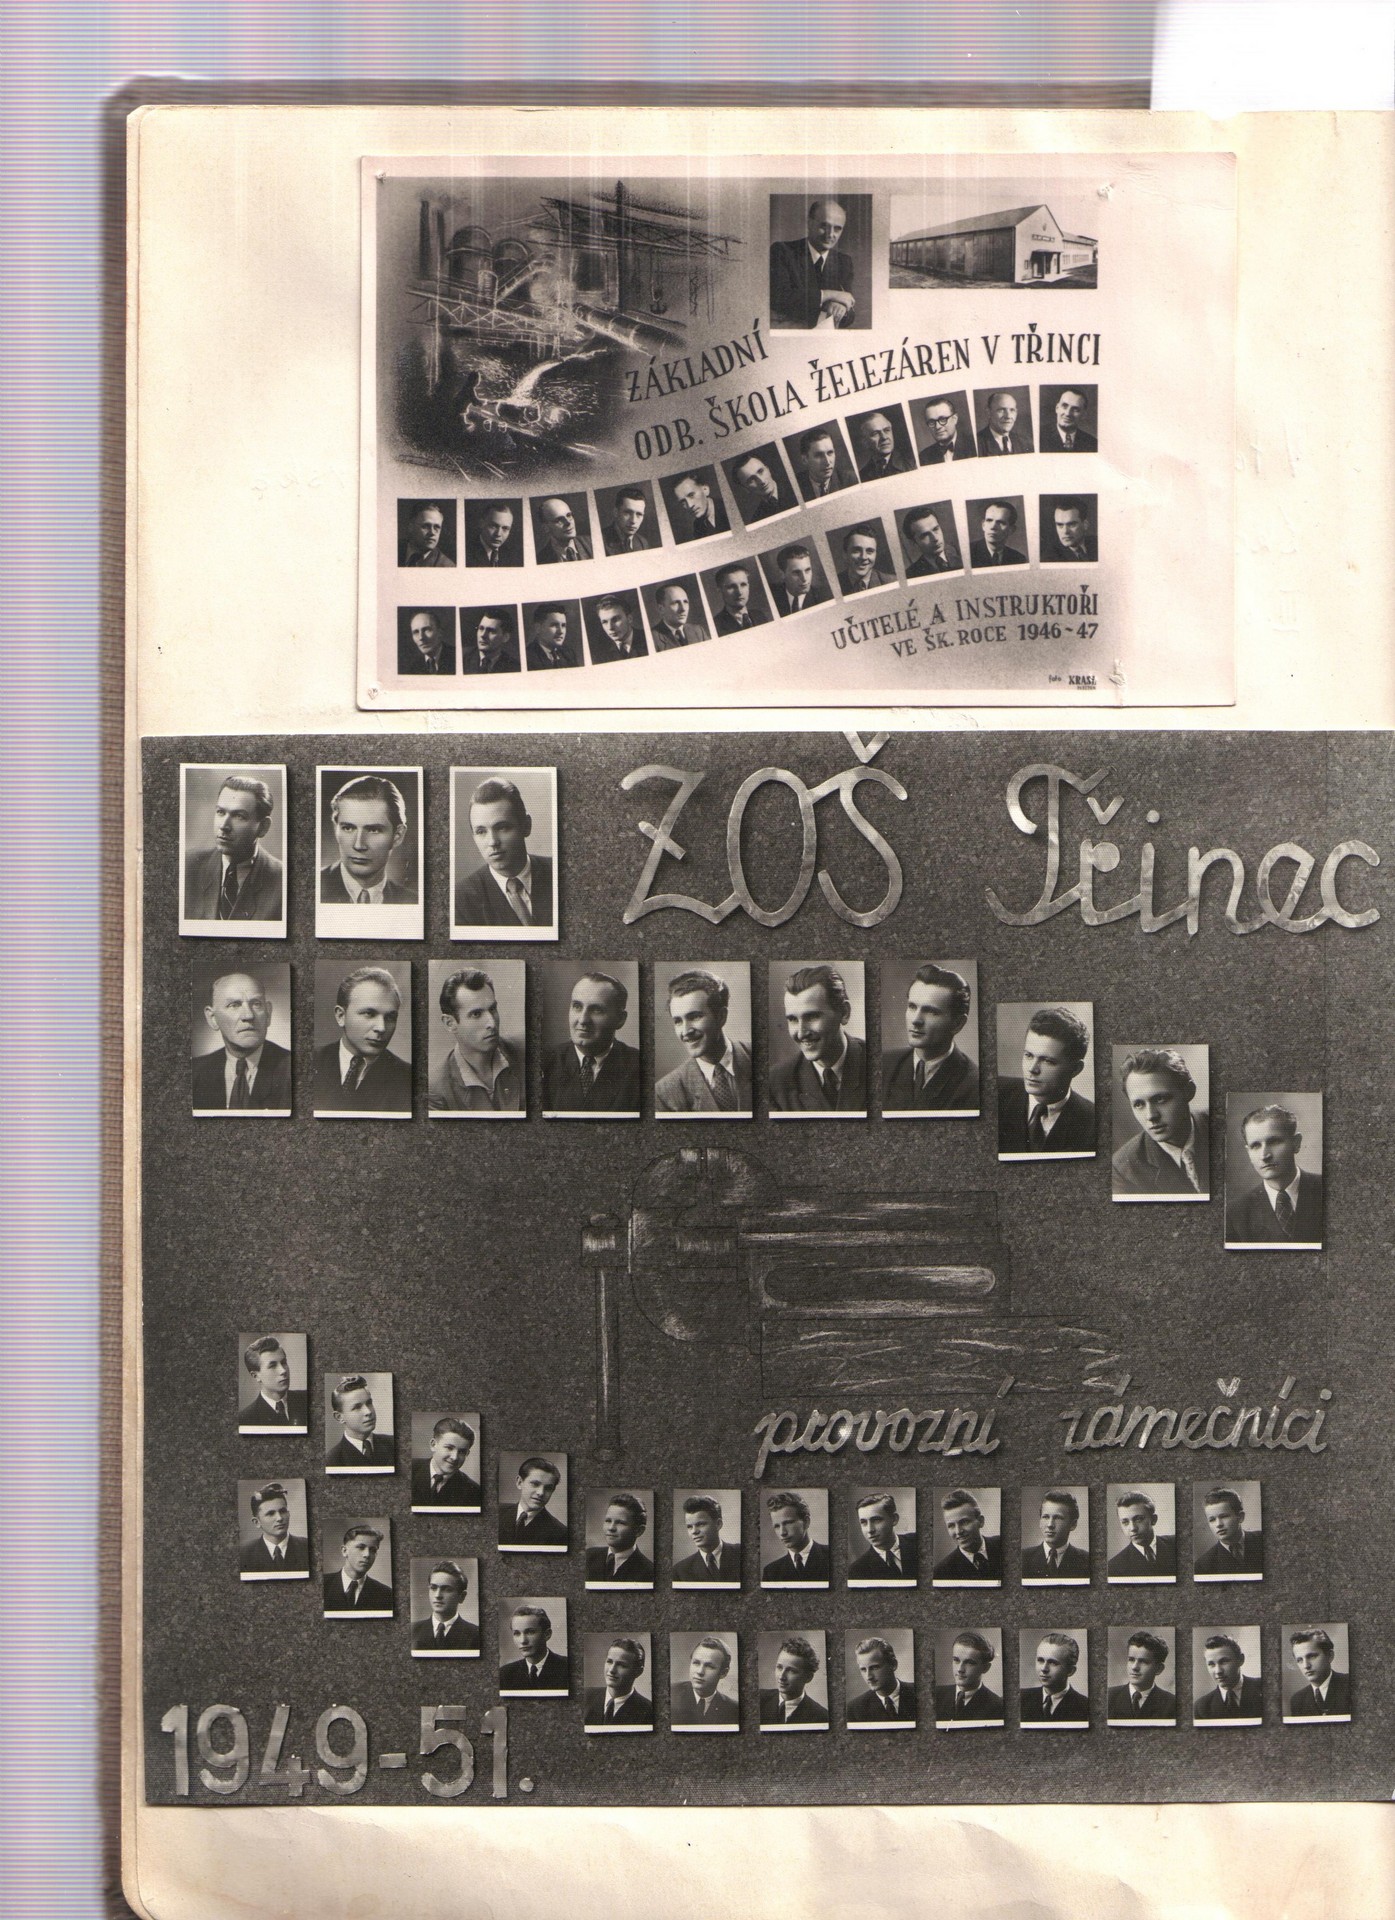 ZÁKLADNÍ
ODB. ŠKOLA ŽELEZÁREN V TŘINCI
UČITELÉ A INSTRUKTOŘI
VE ŠK. ROCE 1946-47
foto KRASL
ZOŠ Třinec
provozní zámečníci
1949-51.